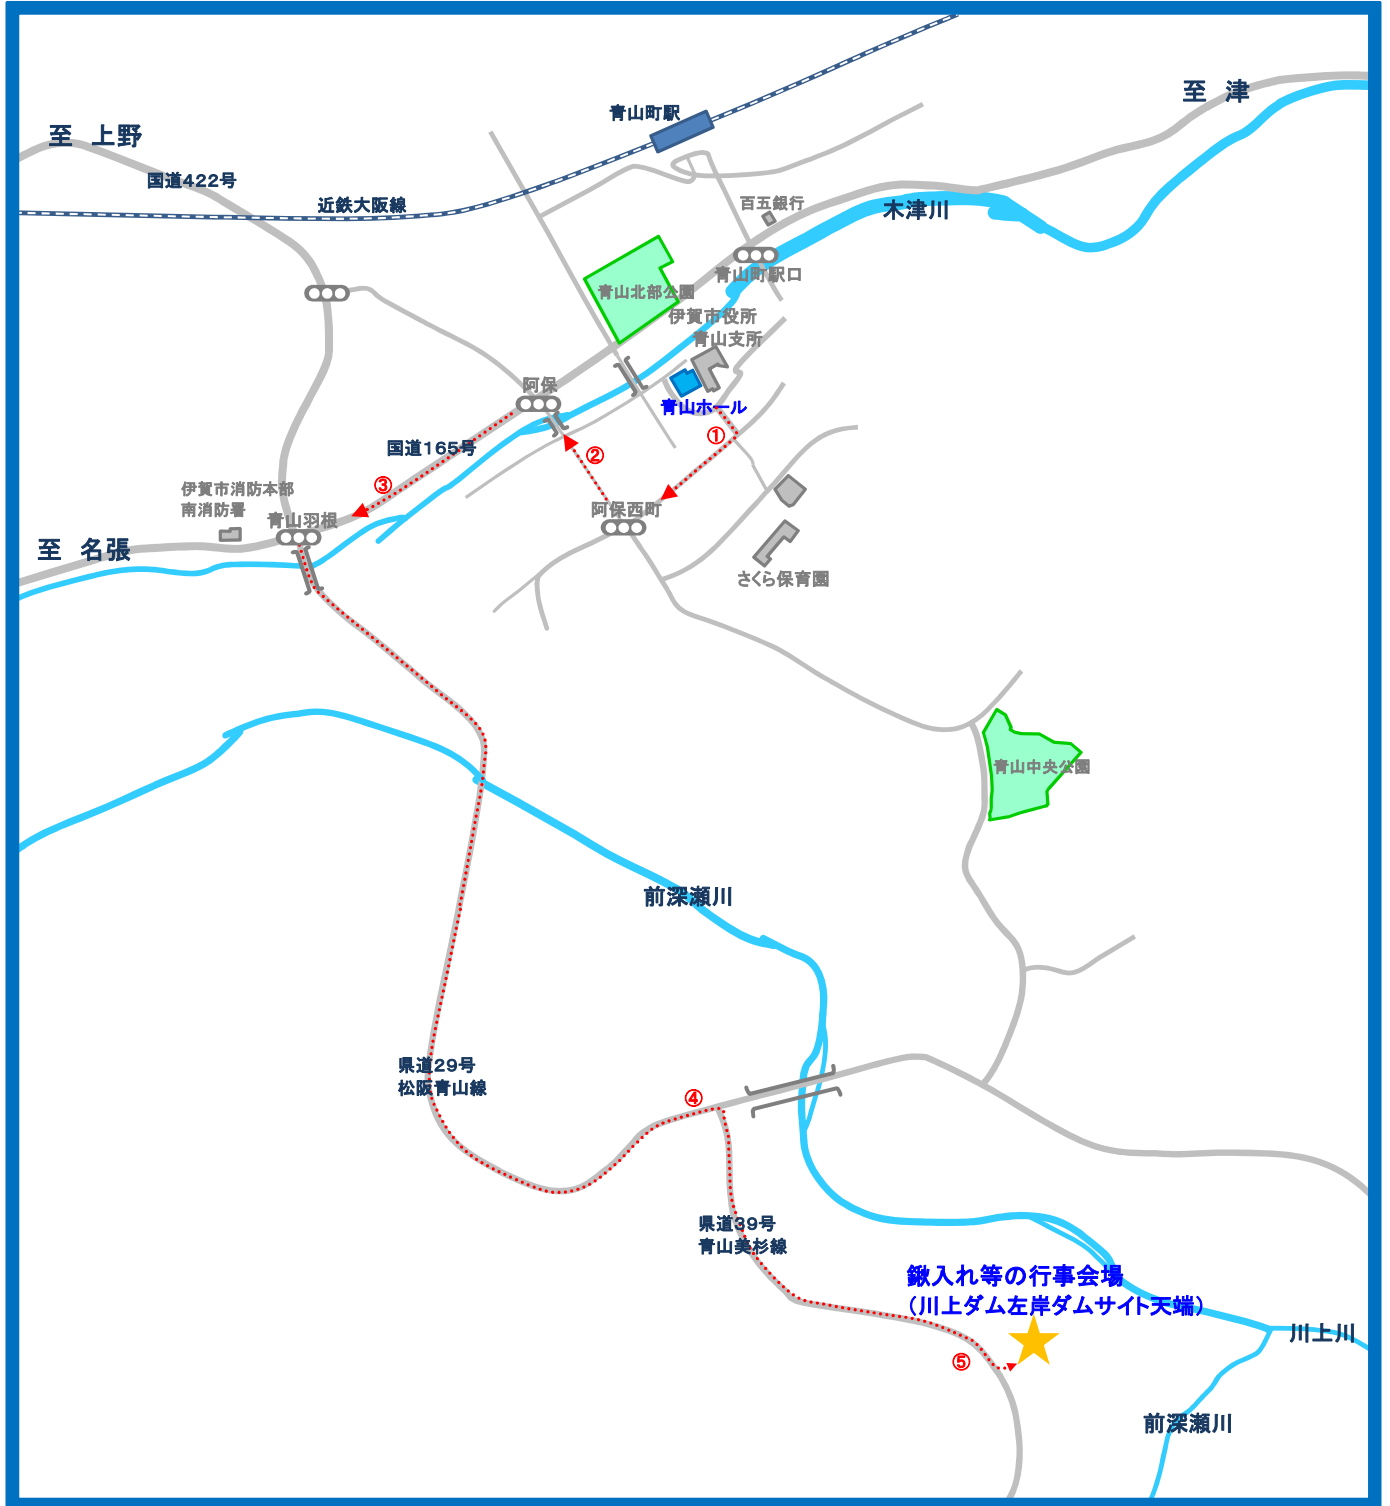 至 津
青山町駅
至 上野
国道422号
近鉄大阪線
百五銀行
木津川
青山町駅口
青山北部公園
伊賀市役所
青山支所
阿保
青山ホール
①
国道165号
②
③
伊賀市消防本部
南消防署
阿保西町
青山羽根
至 名張
さくら保育園
青山中央公園
前深瀬川
県道29号
松阪青山線
④
県道39号
青山美杉線
鍬入れ等の行事会場
（川上ダム左岸ダムサイト天端）
川上川
⑤
前深瀬川